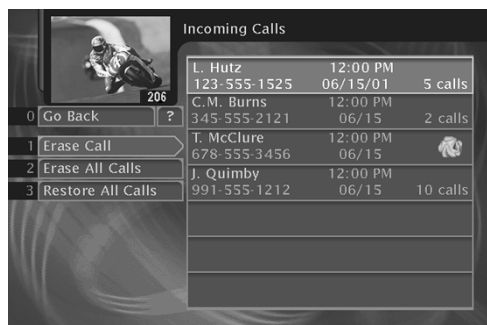 Incoming Calls
206
0 Go Back ?
1 Erase Call
2 Erase All Calls
3 Restore All Calls
L. Hutz 12:00 PM
123-555-1525 06/15/01 5 calls
C.M. Burns 12:00 PM
345-555-2121 06/15 2 calls
T. McClure 12:00 PM
678-555-3456 06/15
J. Quimby 12:00 PM
991-555-1212 06/15 10 calls